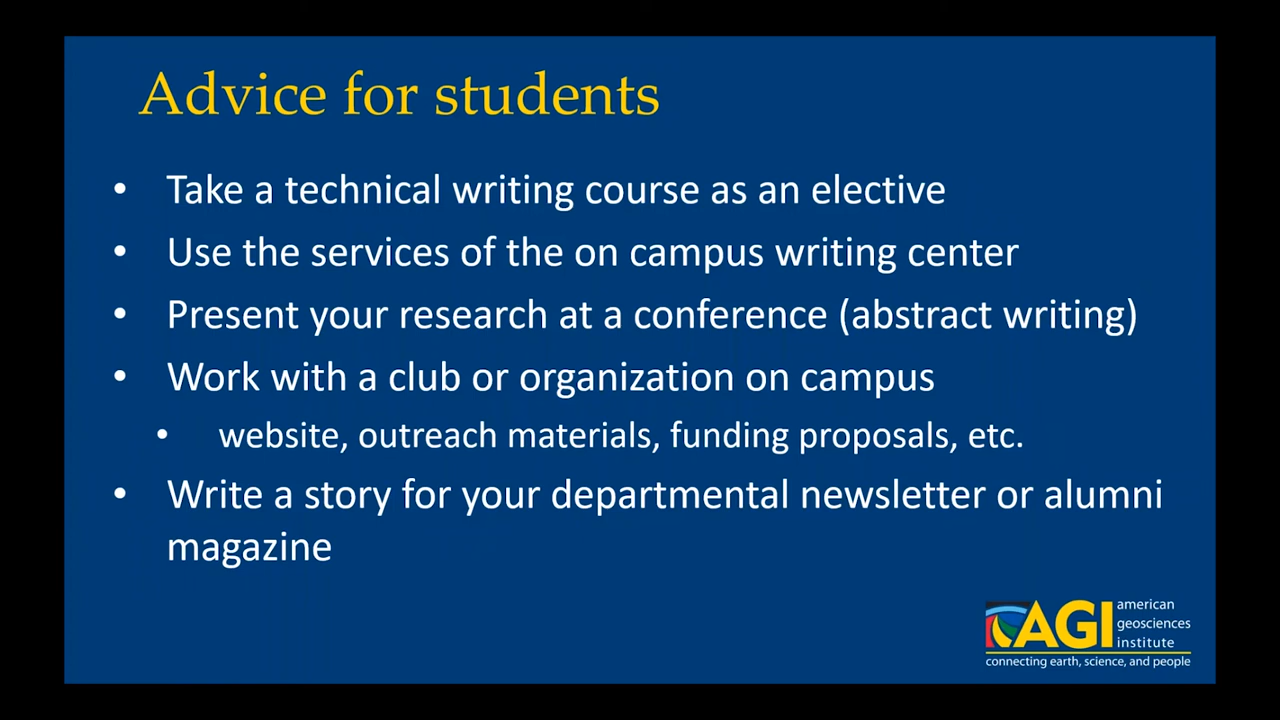 Advice for students
• Take a technical writing course as an elective
• Use the services of the on campus writing center
• Present your research at a conference (abstract writing)
• Work with a club or organization on campus
• website, outreach materials, funding proposals, etc.
• Write a story for your departmental newsletter or alumni
magazine
AGI
american
geosciences
institute
connecting earth, science, and people